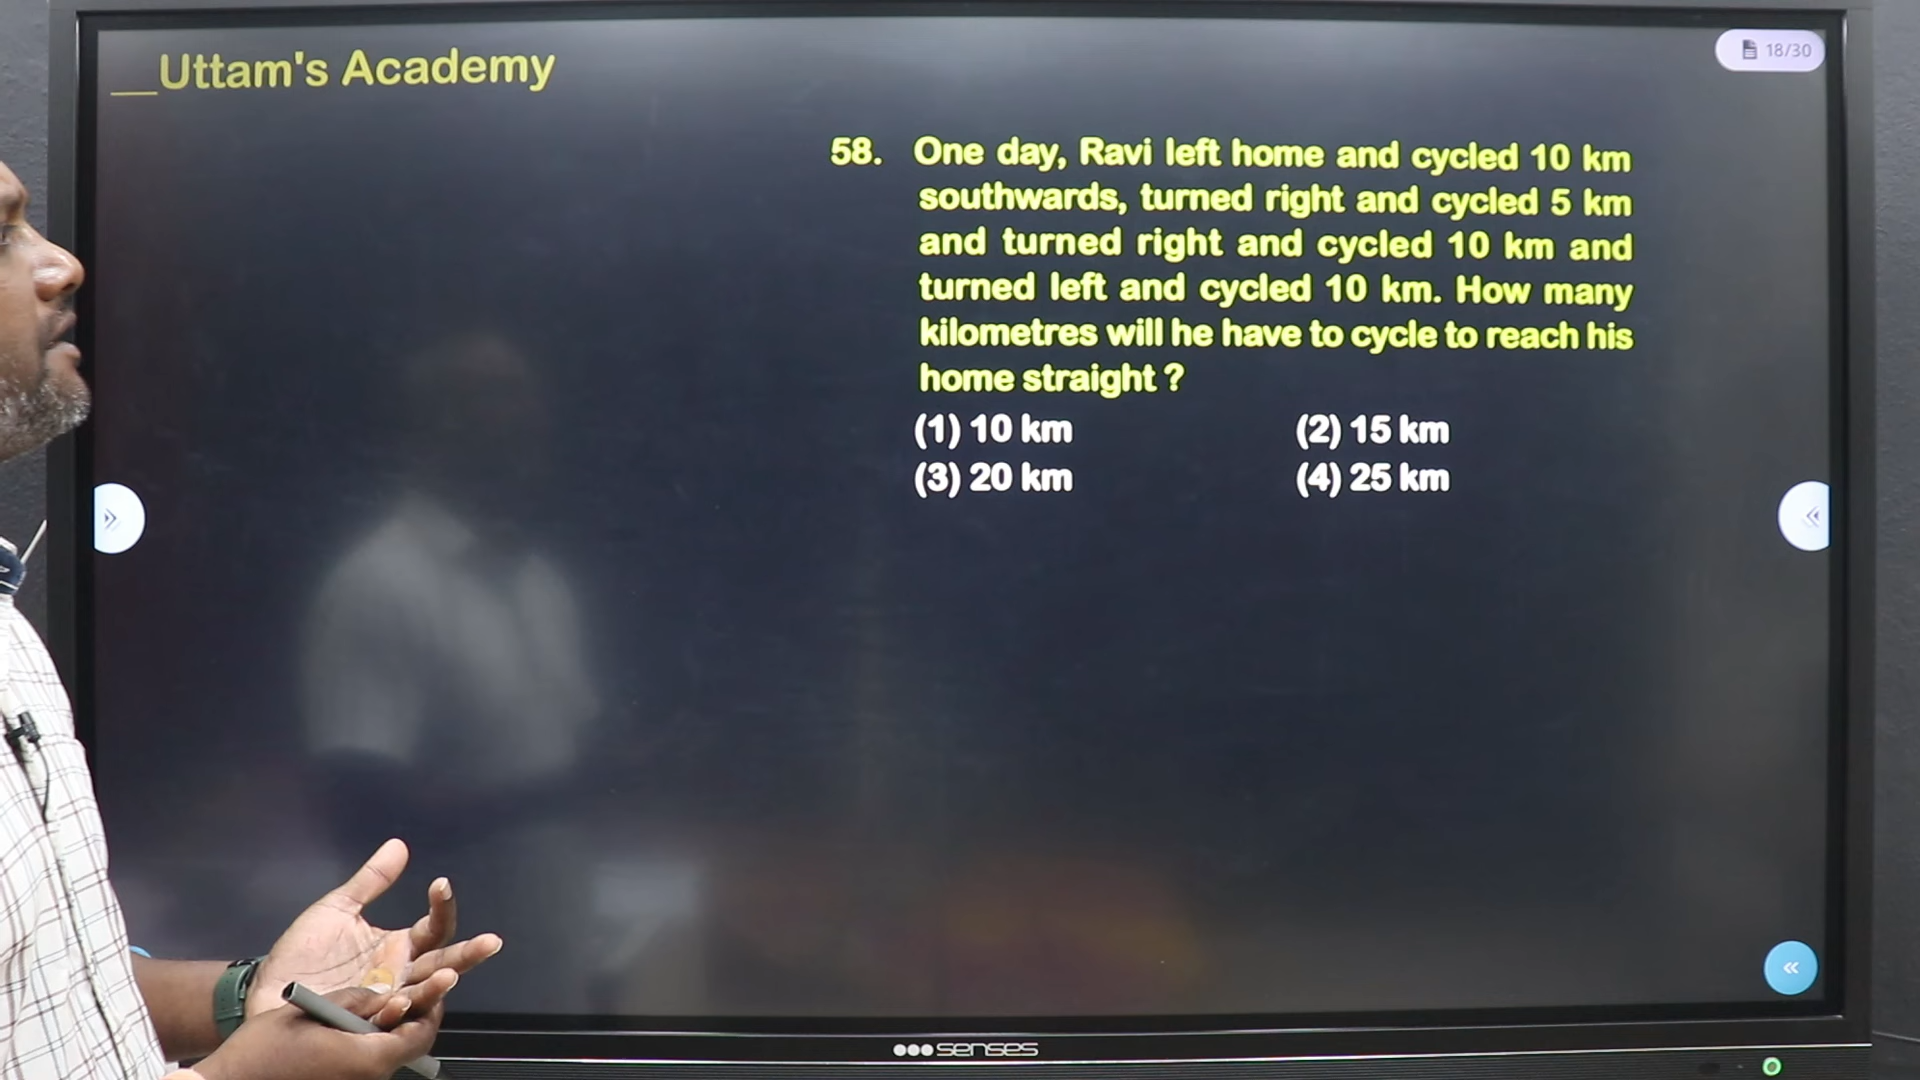 __Uttam's Academy
18/30
58. One day, Ravi left home and cycled 10 km
southwards, turned right and cycled 5 km
and turned right and cycled 10 km and
turned left and cycled 10 km. How many
kilometres will he have to cycle to reach his
home straight ?
(1) 10 km (2) 15 km
(3) 20 km (4) 25 km
senses